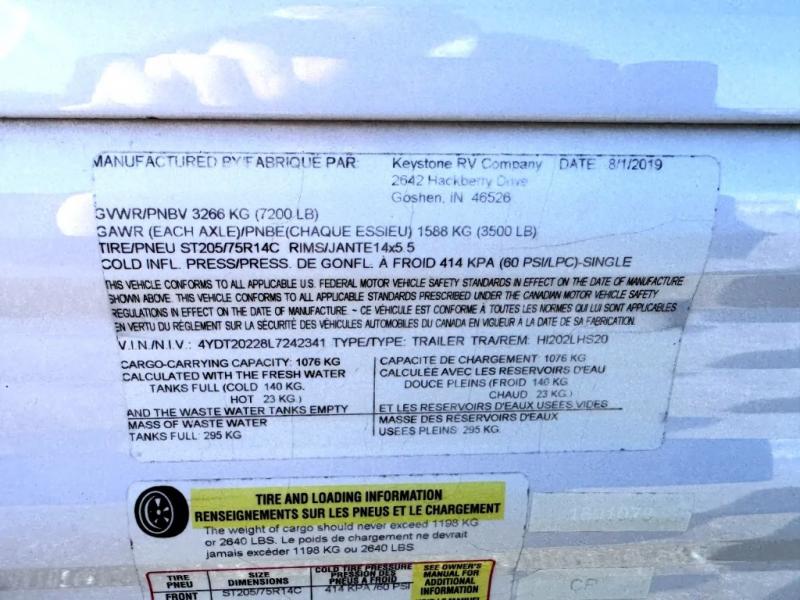 MANUFACTURED BY/FABRIQUE PAR: Keystone RV Company DATE 8/1/2019
2642 Hackberry Drive
Goshen, IN 46526
GVWR/PNBV 3266 KG (7200 LB)
GAWR (EACH AXLE)/PNBE(CHAQUE ESSIEU) 1588 KG (3500 LB)
TIRE/PNEU ST205/75R14C RIMS/JANTE14x5.5
COLD INFL. PRESS/PRESS. DE GONFL. À FROID 414 KPA (60 PSI/LPC)-SINGLE
THIS VEHICLE CONFORMS TO ALL APPLICABLE U.S. FEDERAL MOTOR VEHICLE SAFETY STANDARDS IN EFFECT ON THE DATE OF MANUFACTURE
SHOWN ABOVE. THIS VEHICLE CONFORMS TO ALL APPLICABLE STANDARDS PRESCRIBED UNDER THE CANADIAN MOTOR VEHICLE SAFETY
REGULATIONS IN EFFECT ON THE DATE OF MANUFACTURE ~ CE VÉHICULE EST CONFORME À TOUTES LES NORMES QUI LUI SONT APPLICABLES
EN VERTU DU RÈGLEMENT SUR LA SÉCURITÉ DES VÉHICULES AUTOMOBILES DU CANADA EN VIGUEUR À LA DATE DE SA FABRICATION.
V.I.N./N.I.V.: 4YDT20228L7242341 TYPE/TYPE: TRAILER TRA/REM: HI202LHS20
CARGO-CARRYING CAPACITY: 1076 KG
CALCULATED WITH THE FRESH WATER
TANKS FULL (COLD 140 KG.
HOT 23 KG.)
AND THE WASTE WATER TANKS EMPTY
MASS OF WASTE WATER
TANKS FULL: 295 KG
CAPACITE DE CHARGEMENT: 1076 KG
CALCULÉE AVEC LES RÉSERVOIRS D'EAU
DOUCE PLEINS (FROID 140 KG.
CHAUD 23 KG.)
ET LES RESERVOIRS D'EAUX USEES VIDES
MASSE DES RESERVOIRS D'EAUX
USEES PLEINS: 295 KG.
TIRE AND LOADING INFORMATION
RENSEIGNEMENTS SUR LES PNEUS ET LE CHARGEMENT
The weight of cargo should never exceed 1198 KG
or 2640 LBS. Le poids de chargement ne devrait
jamais excéder 1198 KG ou 2640 LBS
TIRE
PNEU
SIZE
DIMENSIONS
COLD TIRE PRESSURE
PRESSION DES
PNEUS A FROID
SEE OWNER'S
MANUAL FOR
ADDITIONAL
INFORMATION
FRONT ST205/75R14C 414 KPA /60 PSI